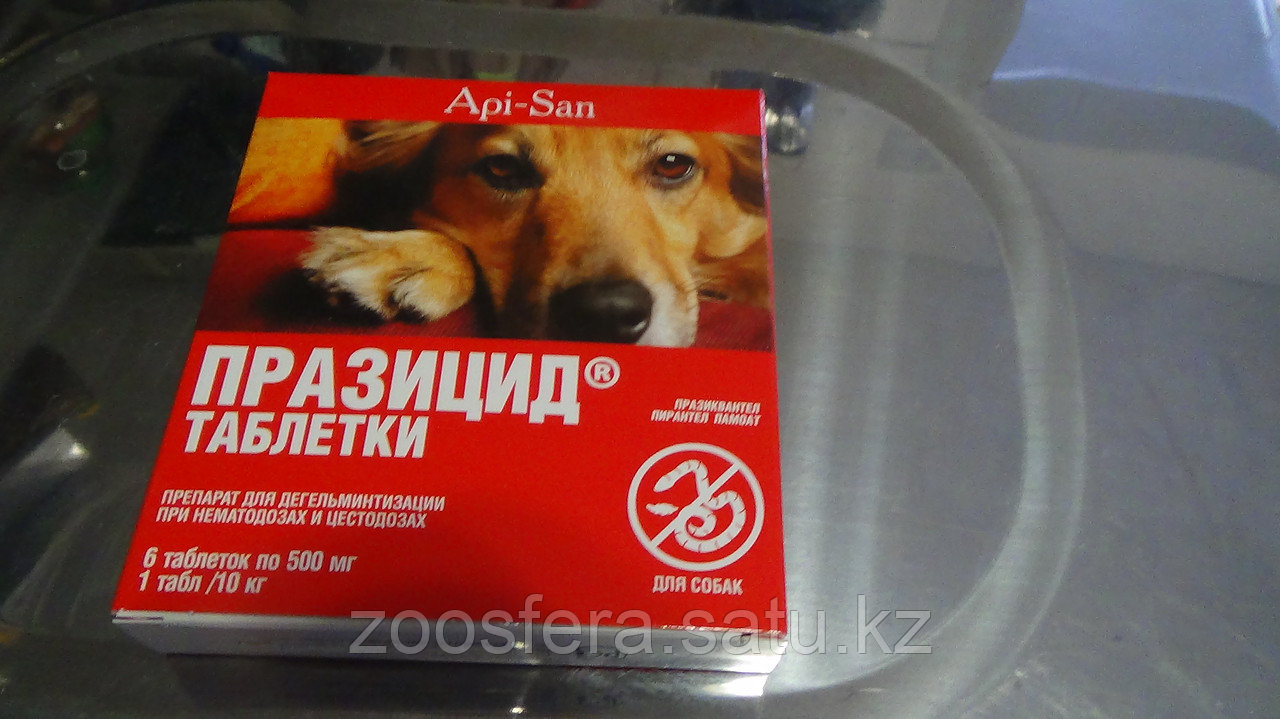 Api-San
ПРАЗИЦИД®
ТАБЛЕТКИ
ПРАЗИКВАНТЕЛ
ПИРАНТЕЛ ПАМОАТ
ПРЕПАРАТ ДЛЯ ДЕГЕЛЬМИНТИЗАЦИИ
ПРИ НЕМАТОДОЗАХ И ЦЕСТОДОЗАХ
6 таблеток по 500 мг
1 табл /10 кг
ДЛЯ СОБАК
zoosfera.satu.kz